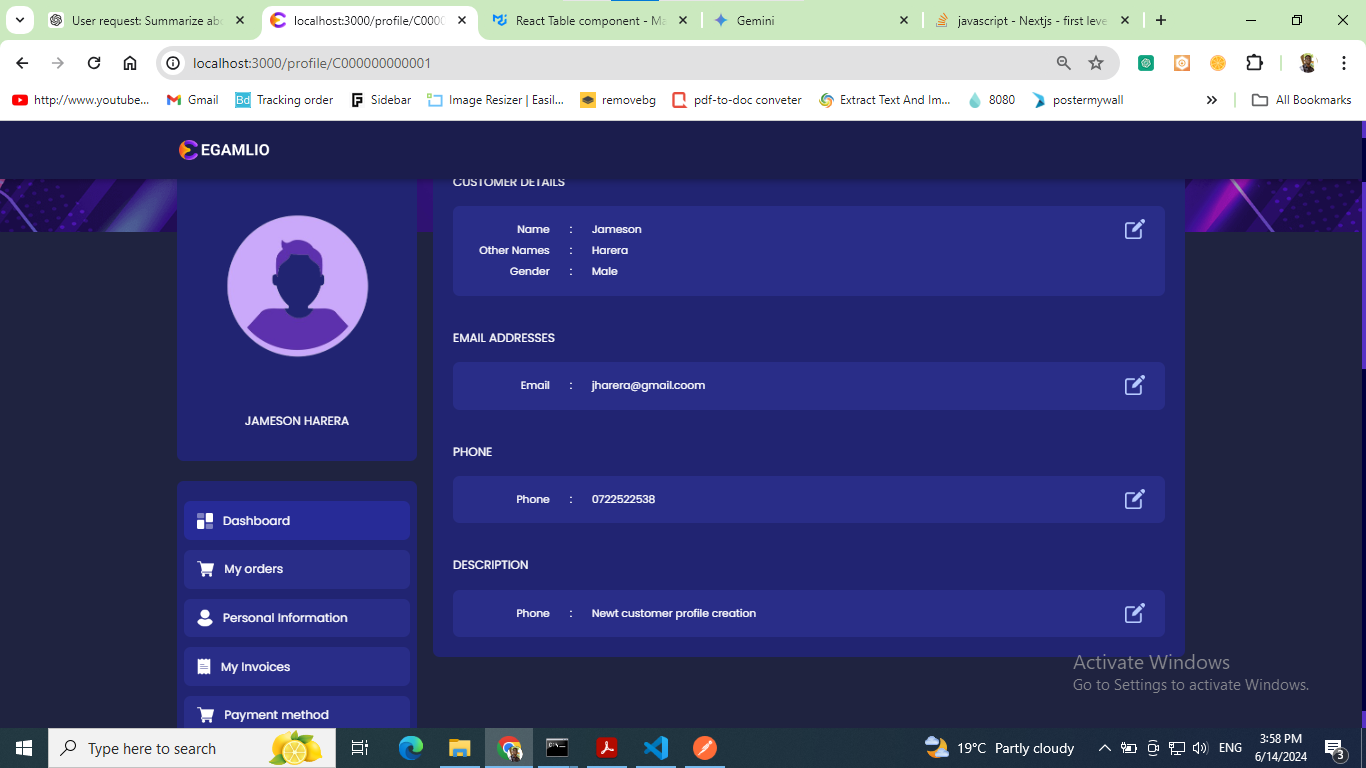 User request: Summarize abo
localhost:3000/profile/C0000
React Table component - Ma
Gemini
javascript - Nextjs - first leve
localhost:3000/profile/C000000000001
http://www.youtube...
Gmail
Bd Tracking order
Sidebar
Image Resizer | Easil...
removebg
pdf-to-doc conveter
Extract Text And Im...
8080
postermywall
All Bookmarks
EGAMLIO
CUSTOMER DETAILS
Name : Jameson
Other Names : Harera
Gender : Male
EMAIL ADDRESSES
Email : jharera@gmail.coom
PHONE
Phone : 0722522538
DESCRIPTION
Phone : Newt customer profile creation
JAMESON HARERA
Dashboard
My orders
Personal Information
My Invoices
Payment method
Activate Windows
Go to Settings to activate Windows.
Type here to search
19°C Partly cloudy
ENG
3:58 PM
6/14/2024
3